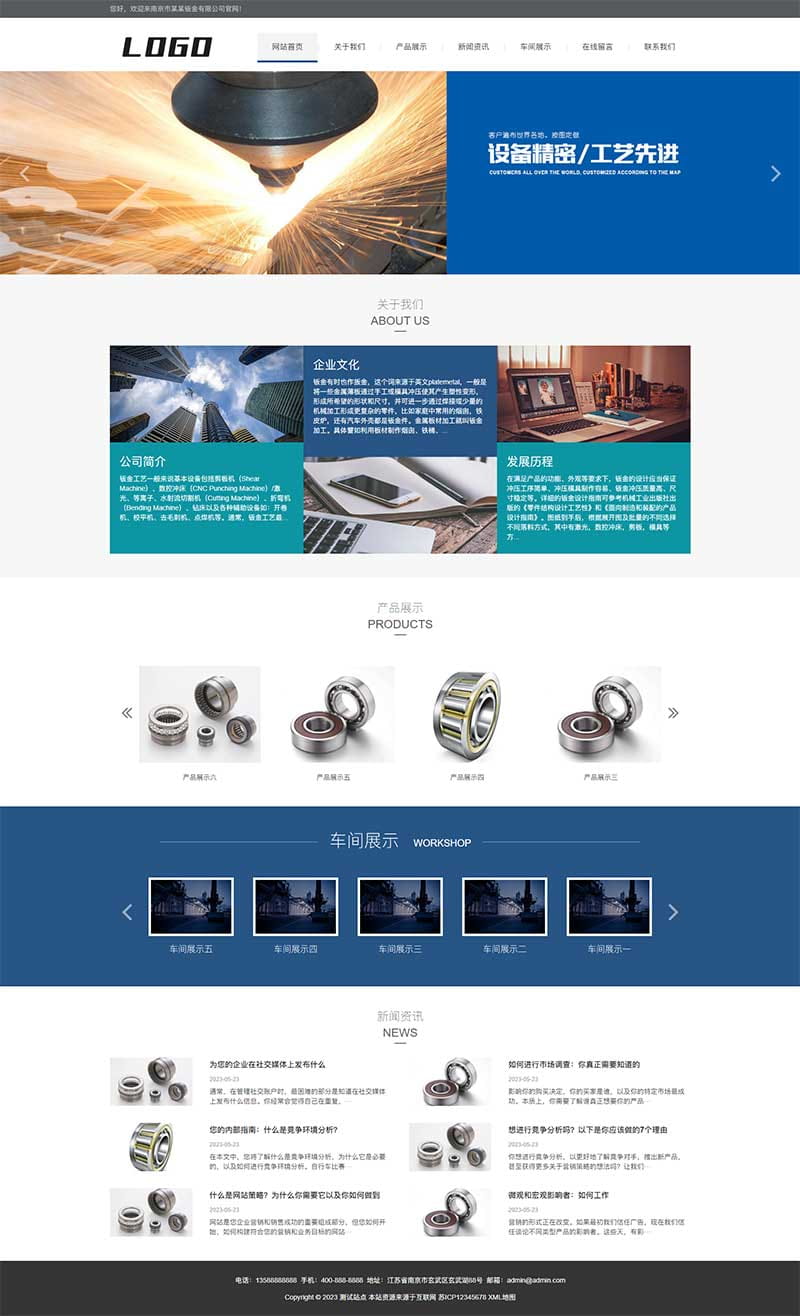 您好，欢迎来南京市某某钣金有限公司官网！
LOGO
网站首页 关于我们 产品展示 新闻资讯 车间展示 在线留言 联系我们
客户遍布世界各地。按图定做
设备精密/工艺先进
CUSTOMERS ALL OVER THE WORLD, CUSTOMIZED ACCORDING TO THE MAP
关于我们
ABOUT US
公司简介
钣金工艺一般来说基本设备包括剪板机（Shear
Machine）、数控冲床（CNC Punching Machine）/激
光、等离子、水射流切割机（Cutting Machine）、折弯机
（Bending Machine）、钻床以及各种辅助设备如：开卷
机、校平机、去毛刺机、点焊机等。通常，钣金工艺最...
企业文化
钣金有时也作扳金，这个词来源于英文platemetal，一般是
将一些金属薄板通过手工或模具冲压使其产生塑性变形，
形成所希望的形状和尺寸，并可进一步通过焊接或少量的
机械加工形成更复杂的零件，比如家庭中常用的烟囱，铁
皮炉，还有汽车外壳都是钣金件。金属板材加工就叫钣金
加工。具体譬如利用板材制作烟囱、铁桶、...
发展历程
在满足产品的功能、外观等要求下，钣金的设计应当保证
冲压工序简单、冲压模具制作容易、钣金冲压质量高、尺
寸稳定等。详细的钣金设计指南可参考机械工业出版社出
版的《零件结构设计工艺性》和《面向制造和装配的产品
设计指南》。图纸到手后，根据展开图及批量的不同选择
不同落料方式，其中有激光，数控冲床，剪板，模具等
方...
产品展示
PRODUCTS
产品展示六 产品展示五 产品展示四 产品展示三
车间展示 WORKSHOP
车间展示五 车间展示四 车间展示三 车间展示二 车间展示一
新闻资讯
NEWS
为您的企业在社交媒体上发布什么
2023-05-23
通常，在管理社交账户时，最困难的部分是知道在社交媒体
上发布什么信息。你经常会觉得自己在重复，…
如何进行市场调查：你真正需要知道的
2023-05-23
影响你的购买决定，你的买家是谁，以及你的特定市场最成
功。本质上，你需要了解谁真正想要你的产品…
您的内部指南：什么是竞争环境分析？
2023-05-23
在本文中，您将了解什么是竞争环境分析，为什么它是必要
的，以及如何进行竞争环境分析。自行车比赛…
想进行竞争分析吗？以下是你应该做的7个理由
2023-05-23
你想进行竞争分析，以更好地了解竞争对手，推出新产品，
甚至获得更多关于营销策略的想法吗？让我们…
什么是网站策略？为什么你需要它以及你如何做到
2023-05-23
网站是您企业营销和销售成功的重要组成部分，但您如何开
始，如何构建符合您的营销和业务目标的网站…
微观和宏观影响者：如何工作
2023-05-23
营销的形式正在改变。如果最初我们信任广告，现在我们信
任谈论不同类型产品的影响者。这些天，有影…
电话：13588888888 手机：400-888-8888 地址：江苏省南京市玄武区玄武湖88号 邮箱：admin@admin.com
Copyright © 2023 测试站点 本站资源来源于互联网 苏ICP12345678 XML地图